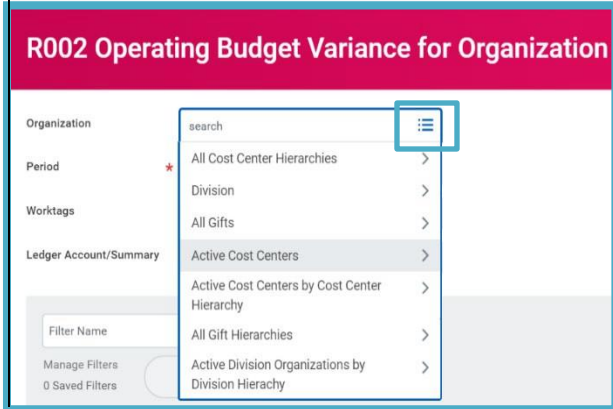 R002 Operating Budget Variance for Organization
Organization
search
Period *
All Cost Center Hierarchies
Division
Worktags
All Gifts
Ledger Account/Summary
Active Cost Centers
Active Cost Centers by Cost Center
Hierarchy
Filter Name
All Gift Hierarchies
Manage Filters
Active Division Organizations by
0 Saved Filters
Division Hierachy